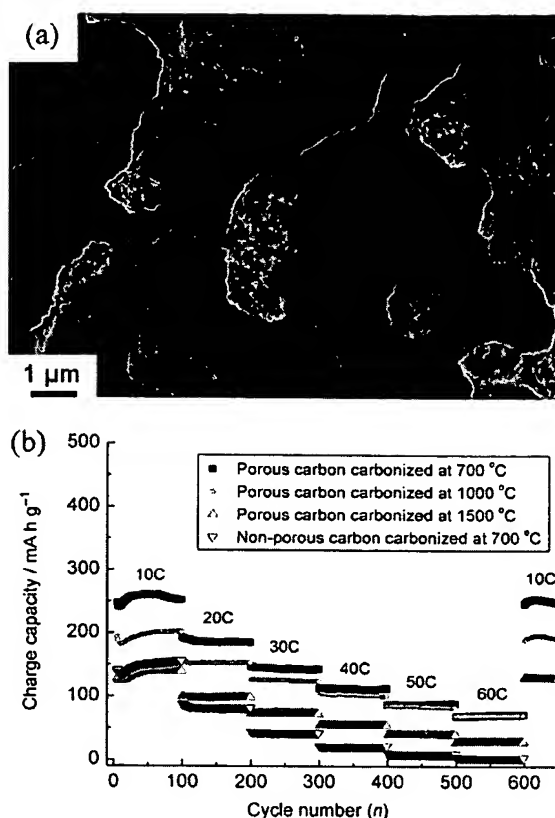 (a)
1 μm
(b)
500
400
300
200
100
0
Charge capacity / mA h g⁻¹
Porous carbon carbonized at 700 °C
Porous carbon carbonized at 1000 °C
Porous carbon carbonized at 1500 °C
Non-porous carbon carbonized at 700 °C
10C
20C
30C
40C
50C
60C
10C
0 100 200 300 400 500 600
Cycle number (n)